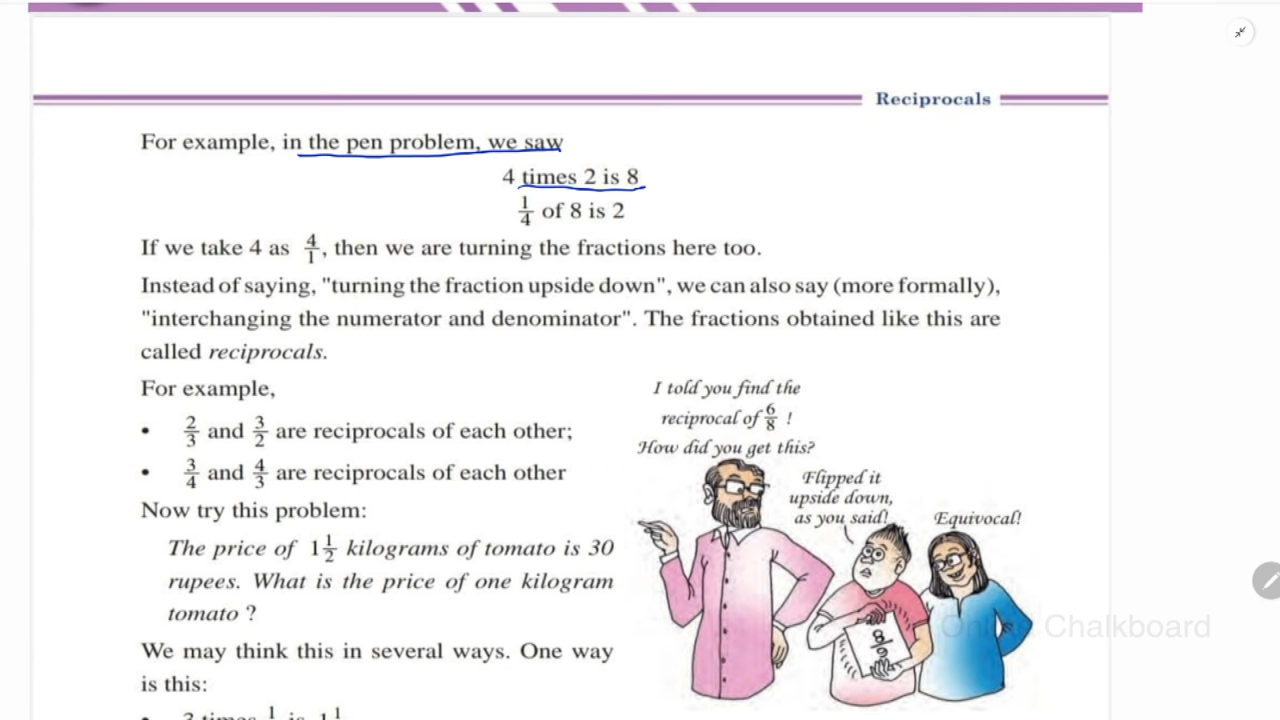 Reciprocals
For example, in the pen problem, we saw
4 times 2 is 8
1/4 of 8 is 2
If we take 4 as 4/1, then we are turning the fractions here too.
Instead of saying, "turning the fraction upside down", we can also say (more formally),
"interchanging the numerator and denominator". The fractions obtained like this are
called reciprocals.
For example,
• 2/3 and 3/2 are reciprocals of each other;
• 3/4 and 4/3 are reciprocals of each other
Now try this problem:
The price of 1 1/2 kilograms of tomato is 30
rupees. What is the price of one kilogram
tomato ?
We may think this in several ways. One way
is this:
• 3 times 1/ is 1 1/
I told you find the
reciprocal of 6/8 !
How did you get this?
Flipped it
upside down,
as you said!
Equivocal!
Chalkboard